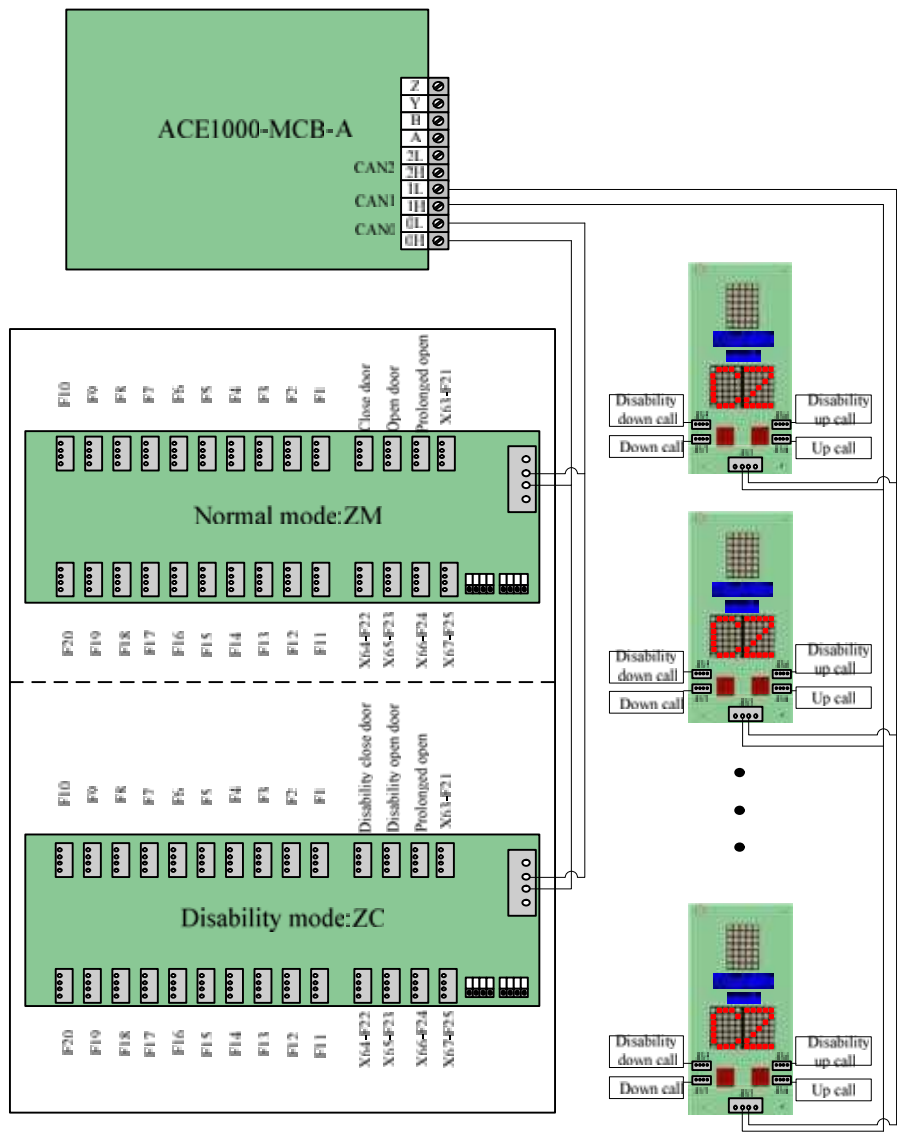 Z
Y
B
A
2L
2H
1L
1H
0L
0H
ACE1000-MCB-A
CAN2
CAN1
CAN0
F10
F9
F8
F7
F6
F5
F4
F3
F2
F1
Close door
Open door
Prolonged open
X63-F21
Normal mode:ZM
F20
F19
F18
F17
F16
F15
F14
F13
F12
F11
X64-F22
X65-F23
X66-F24
X67-F25
F10
F9
F8
F7
F6
F5
F4
F3
F2
F1
Disability close door
Disability open door
Prolonged open
X63-F21
Disability mode:ZC
F20
F19
F18
F17
F16
F15
F14
F13
F12
F11
X64-F22
X65-F23
X66-F24
X67-F25
Disability
down call
Down call
Disability
up call
Up call
Disability
down call
Down call
Disability
up call
Up call
Disability
down call
Down call
Disability
up call
Up call